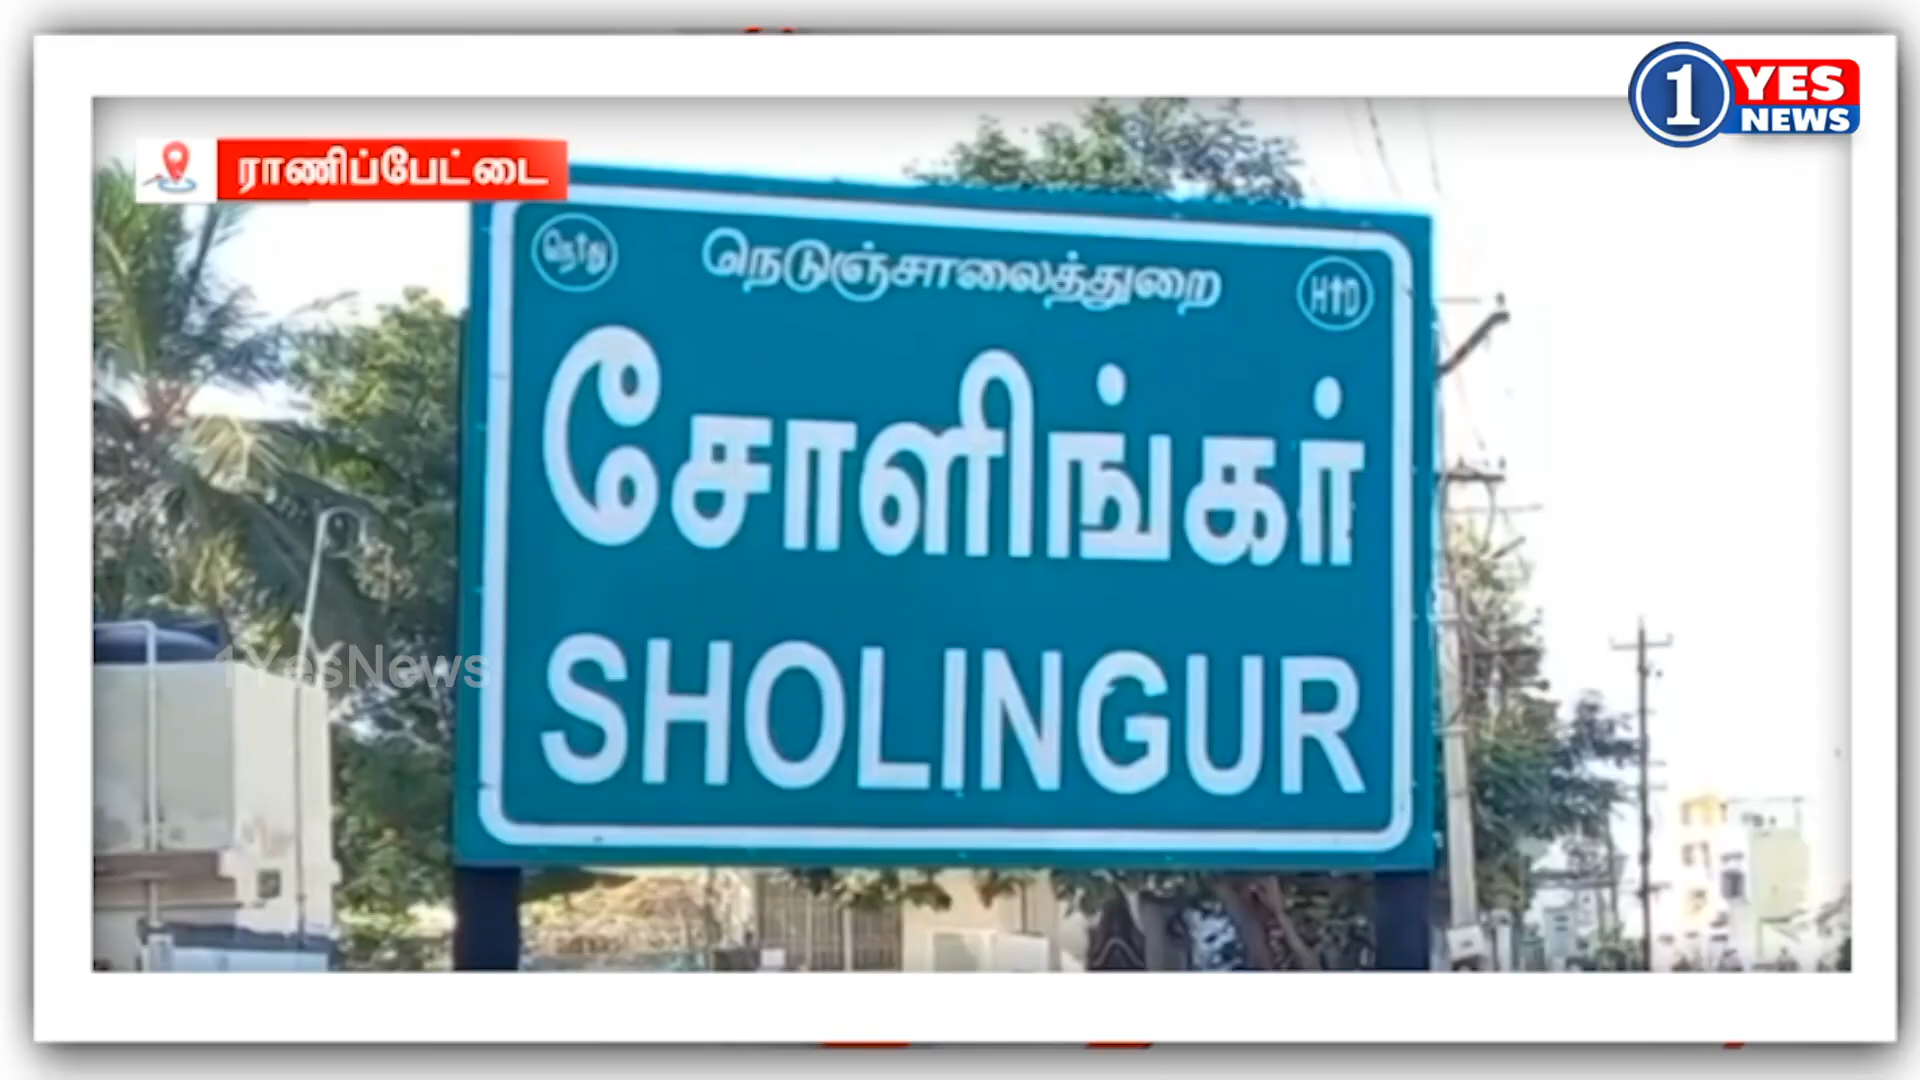 1 YES
NEWS
ராணிப்பேட்டை
நெடுஞ்சாலைத்துறை
HD
சோளிங்கர்
1YesNews
SHOLINGUR